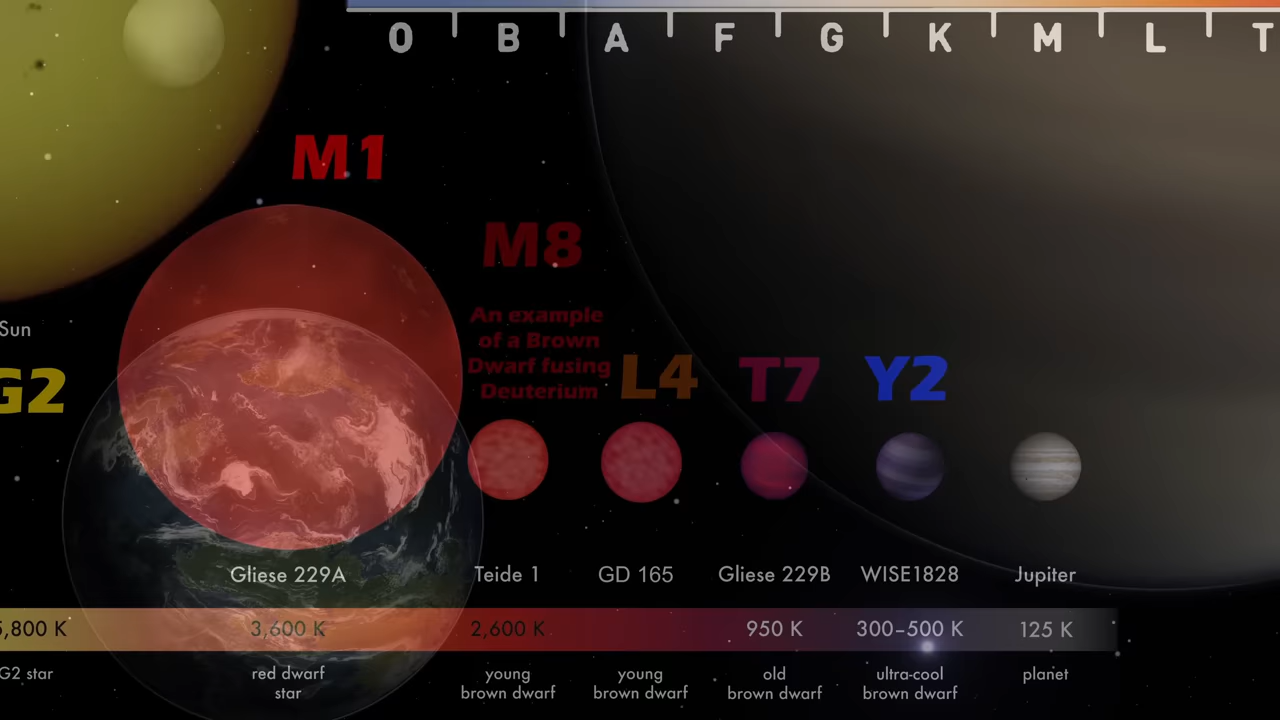 O B A F G K M L T
M1
M8
An example
of a Brown
Dwarf fusing
Deuterium
Sun
G2
L4
T7
Y2
Gliese 229A
Teide 1
GD 165
Gliese 229B
WISE1828
Jupiter
5,800 K
3,600 K
2,600 K
950 K
300–500 K
125 K
G2 star
red dwarf
star
young
brown dwarf
young
brown dwarf
old
brown dwarf
ultra-cool
brown dwarf
planet